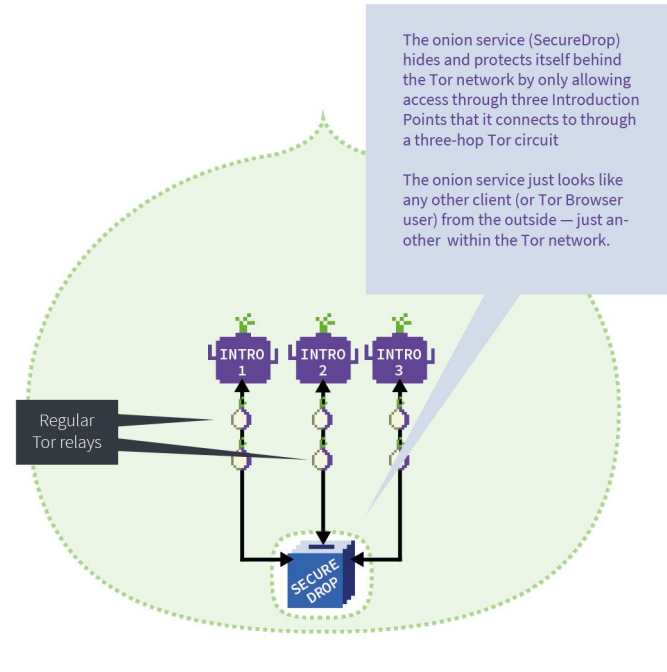 The onion service (SecureDrop)
hides and protects itself behind
the Tor network by only allowing
access through three Introduction
Points that it connects to through
a three-hop Tor circuit
The onion service just looks like
any other client (or Tor Browser
user) from the outside — just an-
other  within the Tor network.
INTRO
1
INTRO
2
INTRO
3
Regular
Tor relays
SECURE
DROP